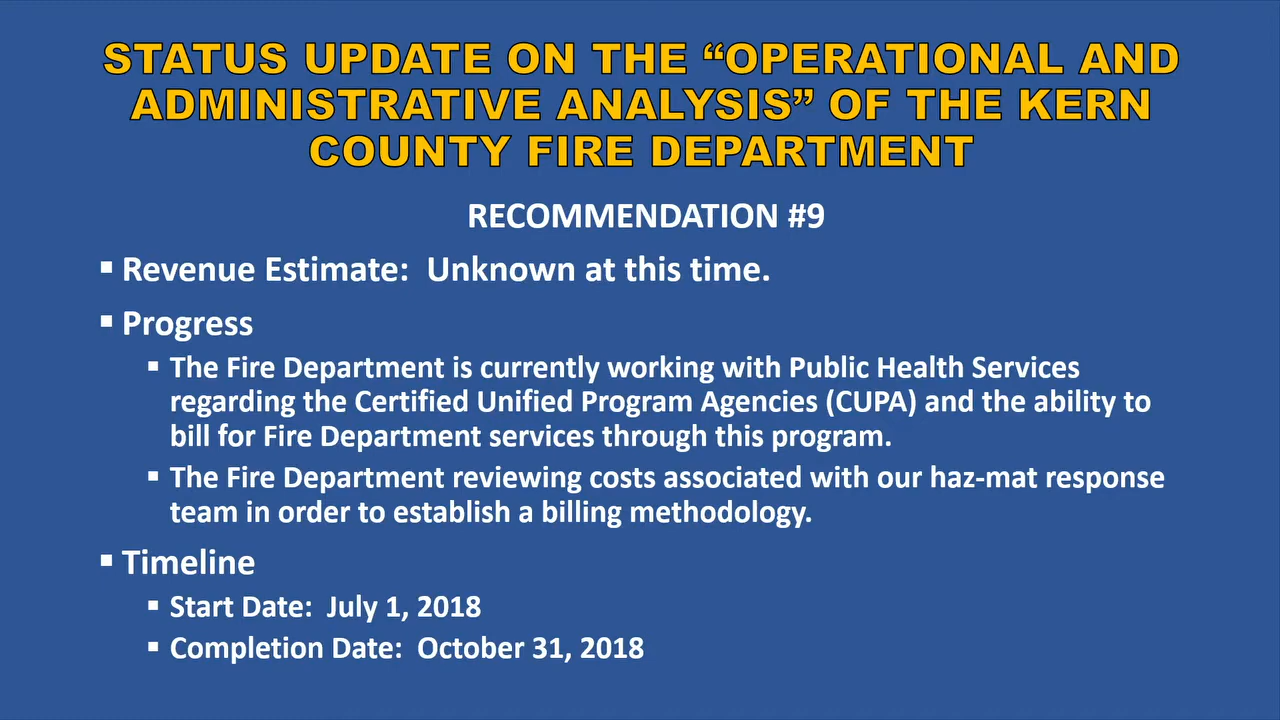 STATUS UPDATE ON THE “OPERATIONAL AND
ADMINISTRATIVE ANALYSIS” OF THE KERN
COUNTY FIRE DEPARTMENT
RECOMMENDATION #9
▪ Revenue Estimate:  Unknown at this time.
▪ Progress
▪ The Fire Department is currently working with Public Health Services
regarding the Certified Unified Program Agencies (CUPA) and the ability to
bill for Fire Department services through this program.
▪ The Fire Department reviewing costs associated with our haz-mat response
team in order to establish a billing methodology.
▪ Timeline
▪ Start Date:  July 1, 2018
▪ Completion Date:  October 31, 2018